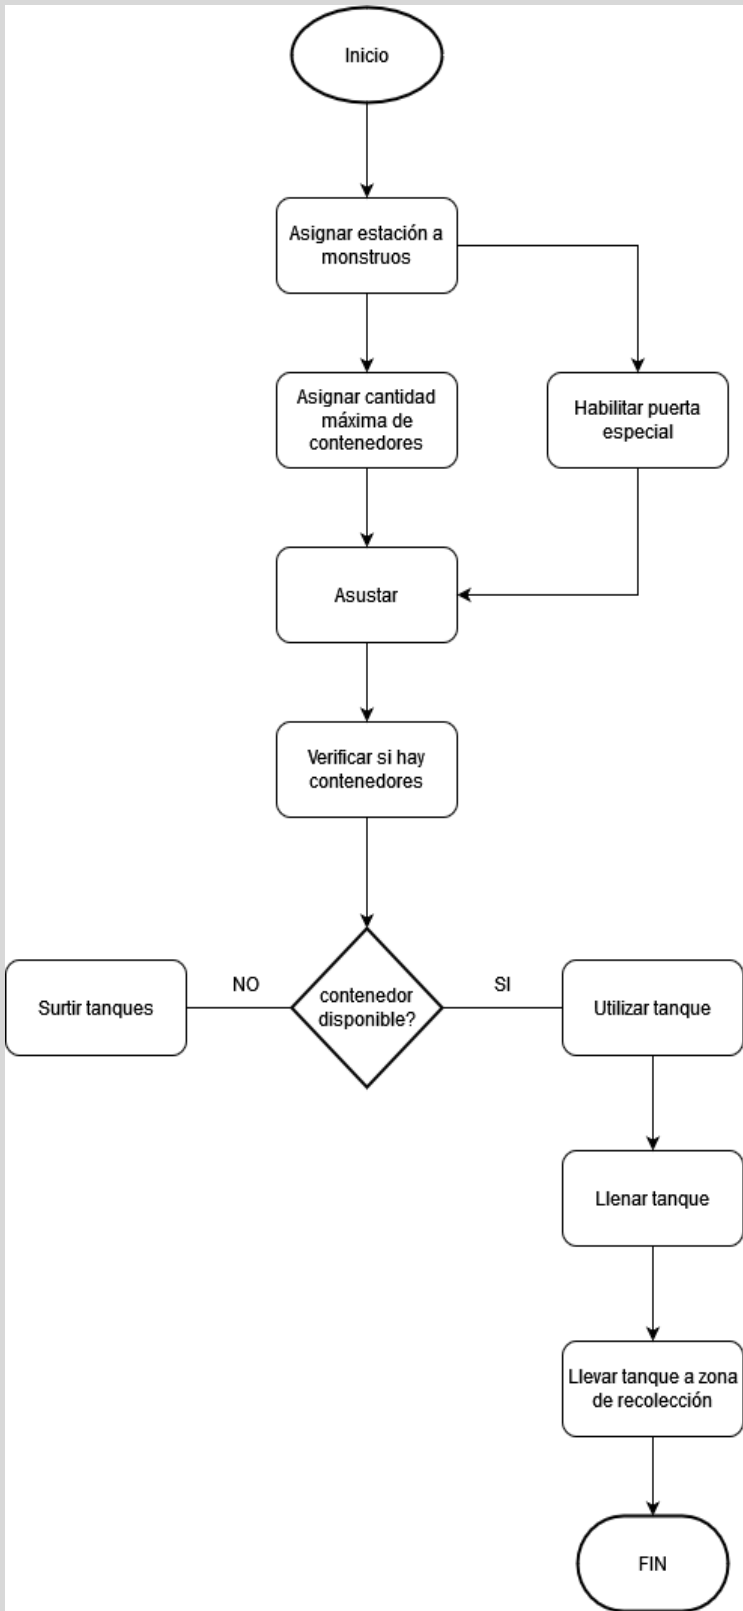 Inicio
Asignar estación a
monstruos
Asignar cantidad
máxima de
contenedores
Habilitar puerta
especial
Asustar
Verificar si hay
contenedores
NO
SI
Surtir tanques
contenedor
disponible?
Utilizar tanque
Llenar tanque
Llevar tanque a zona
de recolección
FIN